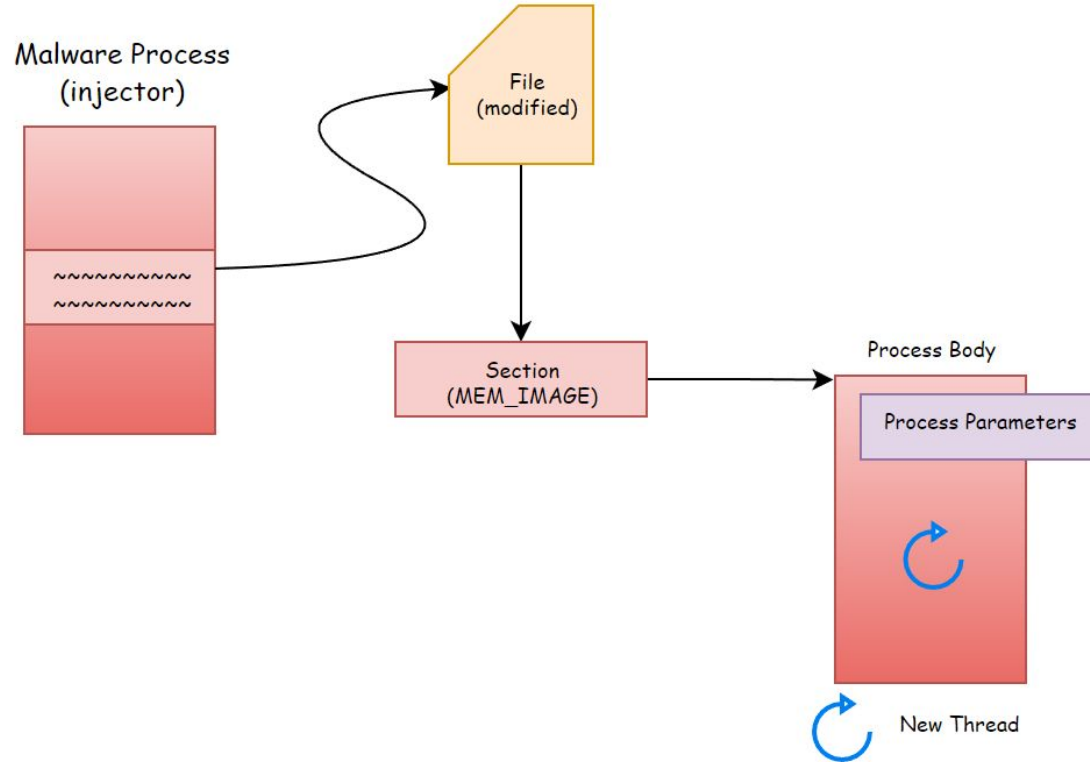 Malware Process
(injector)
~~~~~~~~~~
~~~~~~~~~~
File
(modified)
Section
(MEM_IMAGE)
Process Body
Process Parameters
New Thread